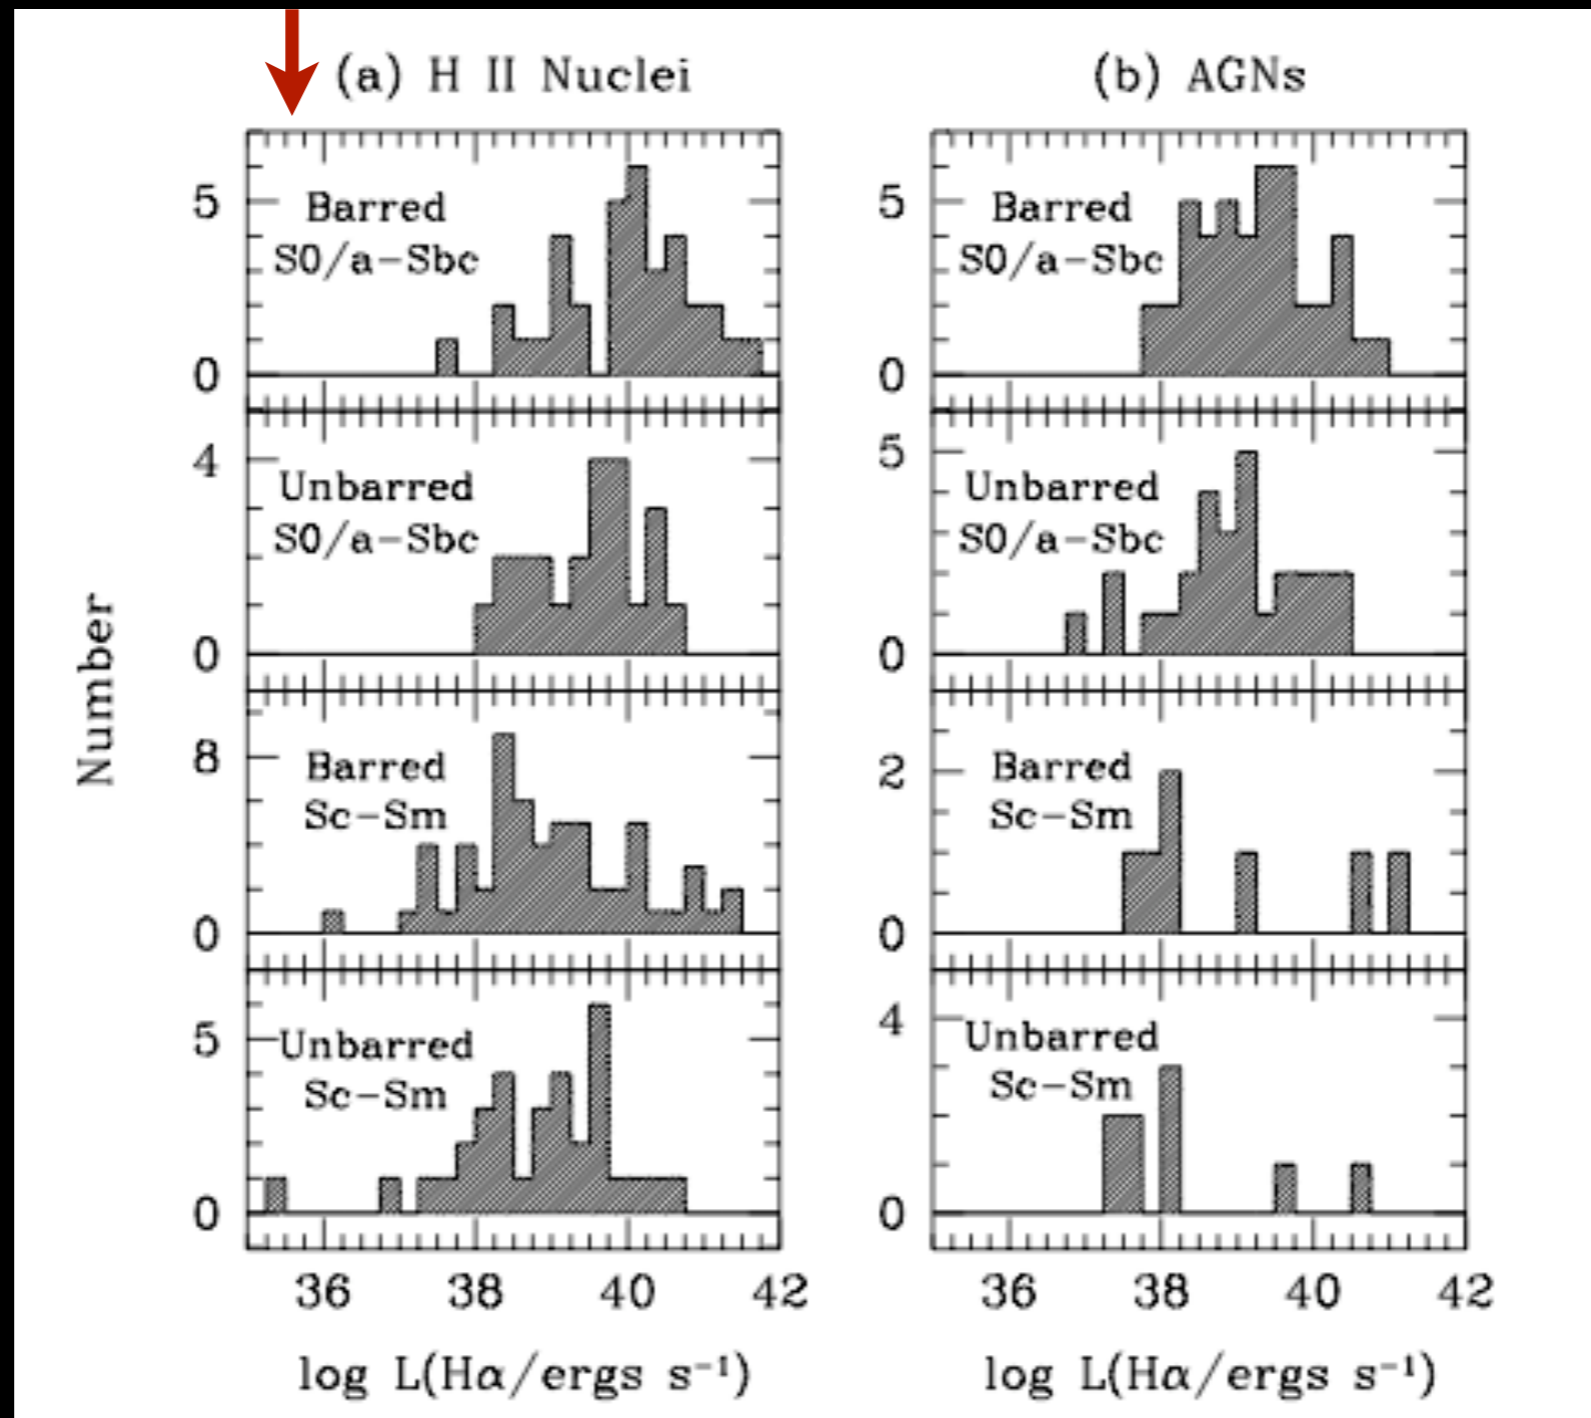 (a) H II Nuclei
(b) AGNs
5
Barred
S0/a-Sbc
0
5
Barred
S0/a-Sbc
0
4
Unbarred
S0/a-Sbc
0
5
Unbarred
S0/a-Sbc
0
Number
8
Barred
Sc-Sm
0
2
Barred
Sc-Sm
0
5
Unbarred
Sc-Sm
0
4
Unbarred
Sc-Sm
0
36 38 40 42
36 38 40 42
log L(Hα/ergs s⁻¹)
log L(Hα/ergs s⁻¹)